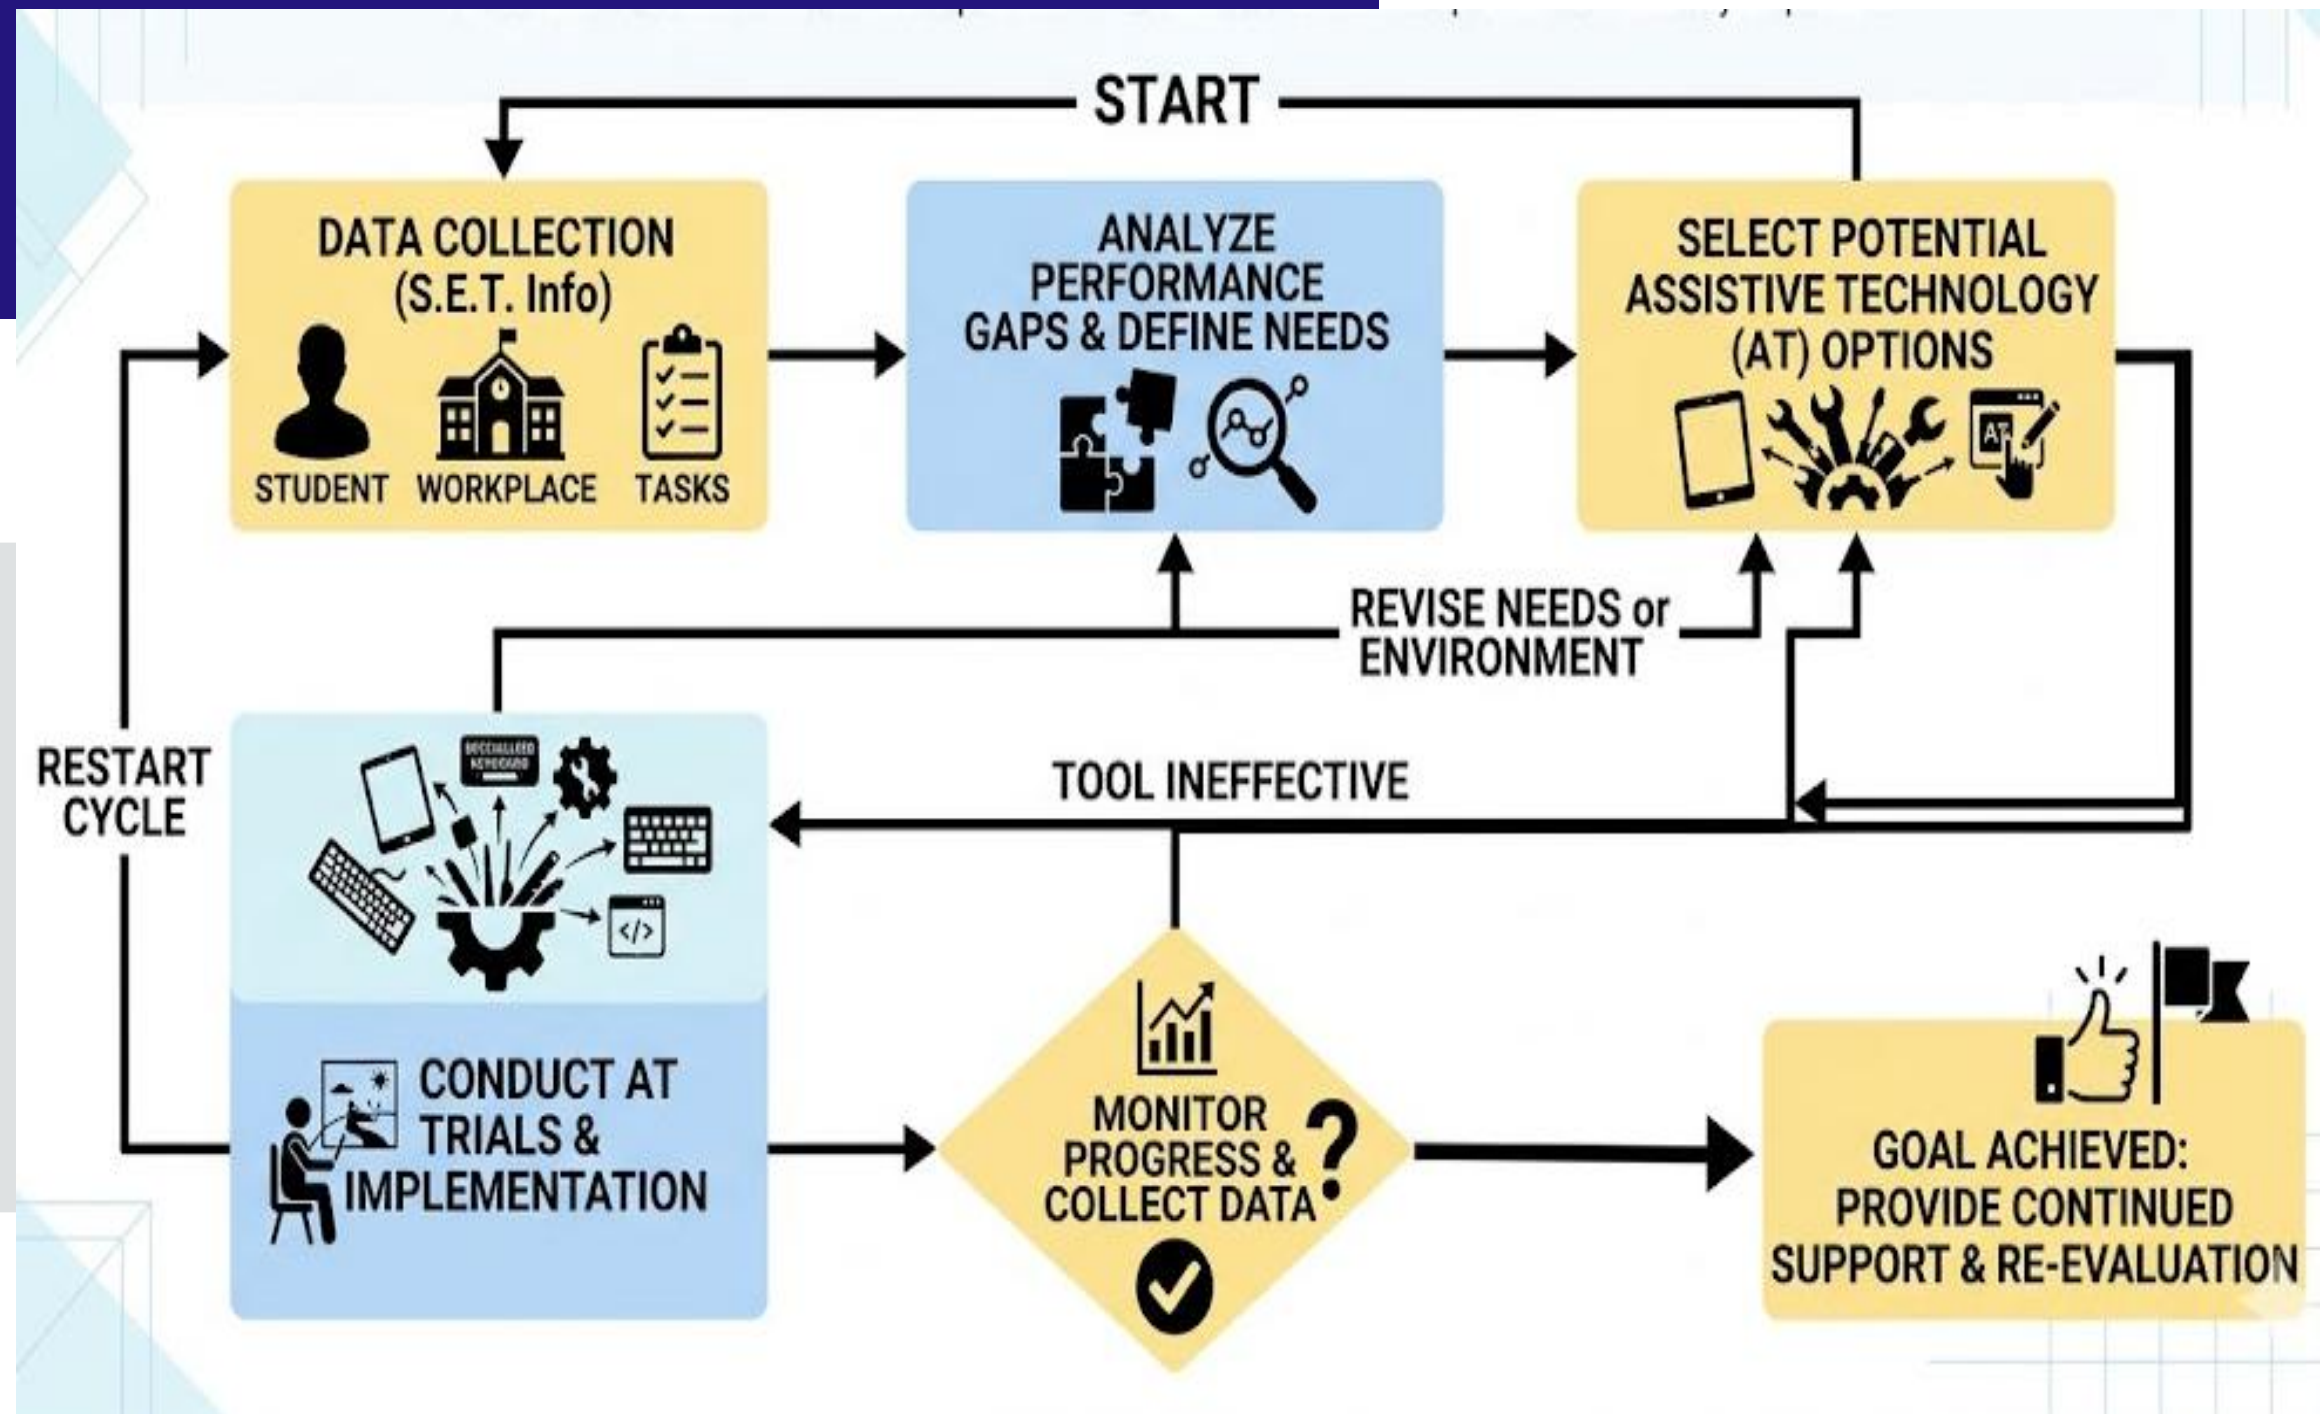 START
DATA COLLECTION
(S.E.T. Info)
STUDENT WORKPLACE TASKS
ANALYZE
PERFORMANCE
GAPS & DEFINE NEEDS
SELECT POTENTIAL
ASSISTIVE TECHNOLOGY
(AT) OPTIONS
AT
REVISE NEEDS or
ENVIRONMENT
RESTART
CYCLE
TOOL INEFFECTIVE
</>
CONDUCT AT
TRIALS &
IMPLEMENTATION
MONITOR
PROGRESS &
COLLECT DATA
?
GOAL ACHIEVED:
PROVIDE CONTINUED
SUPPORT & RE-EVALUATION